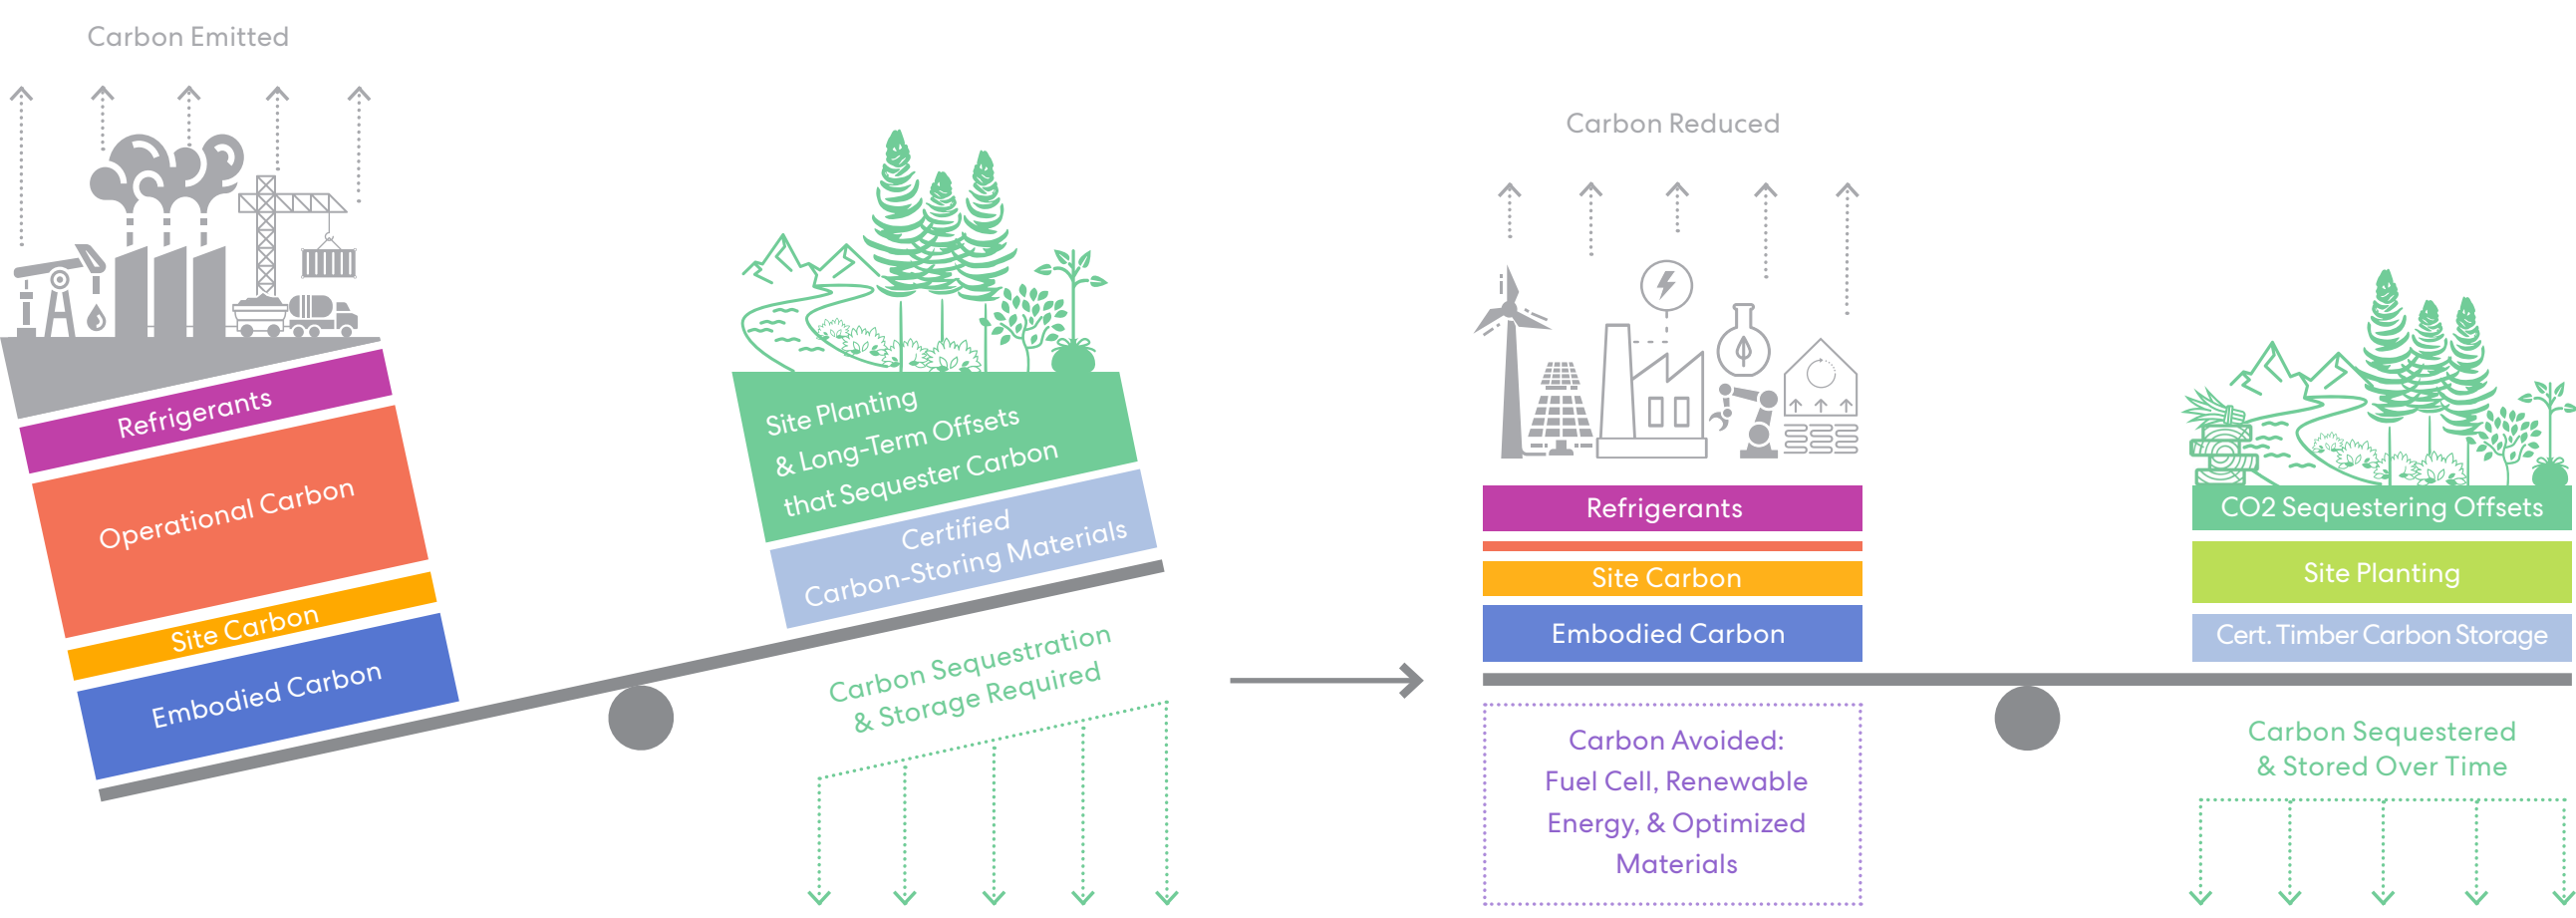 Carbon Emitted
Refrigerants
Operational Carbon
Site Carbon
Embodied Carbon
Site Planting
& Long-Term Offsets
that Sequester Carbon
Certified
Carbon-Storing Materials
Carbon Sequestration
& Storage Required
Carbon Reduced
Refrigerants
Site Carbon
Embodied Carbon
Carbon Avoided:
Fuel Cell, Renewable
Energy, & Optimized
Materials
CO2 Sequestering Offsets
Site Planting
Cert. Timber Carbon Storage
Carbon Sequestered
& Stored Over Time